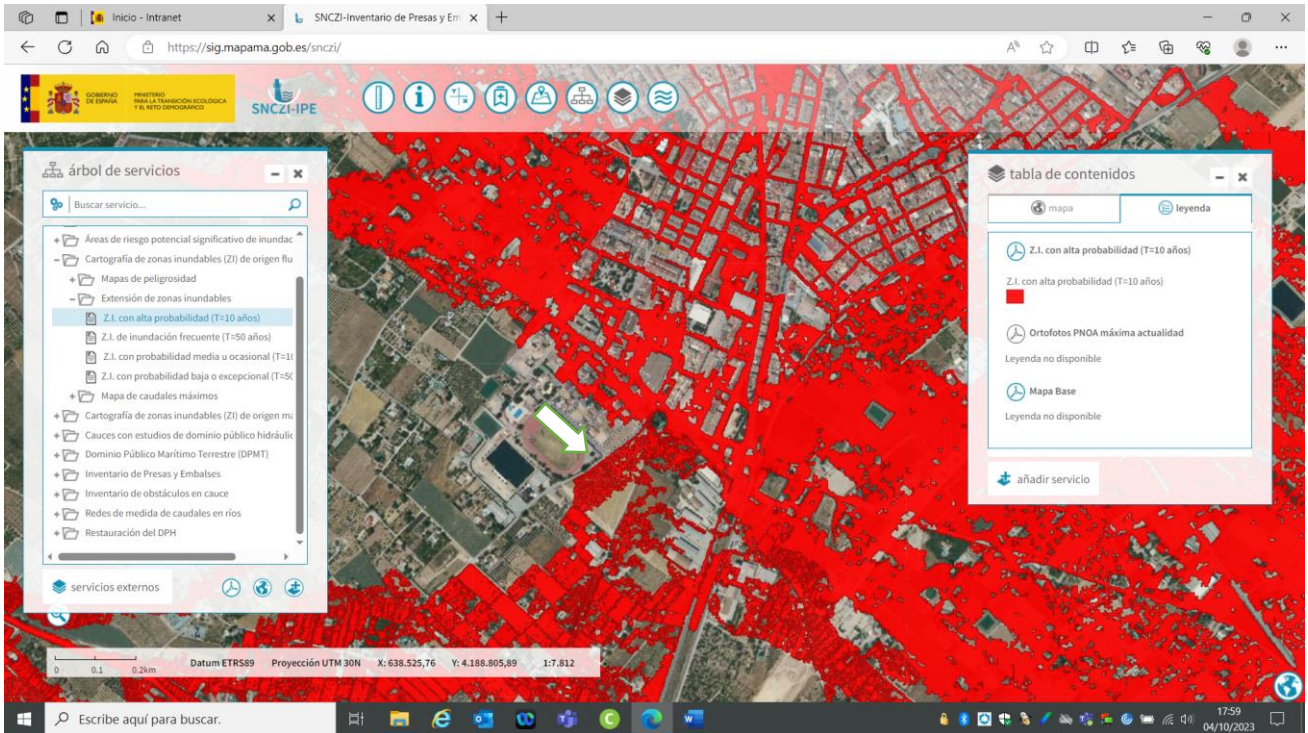 Inicio - Intranet
SNCZI-Inventario de Presas y Em
https://sig.mapama.gob.es/snczi/
GOBIERNO DE ESPAÑA
MINISTERIO PARA LA TRANSICIÓN ECOLÓGICA Y EL RETO DEMOGRÁFICO
SNCZI-IPE
árbol de servicios
Buscar servicio...
Áreas de riesgo potencial significativo de inundac
Cartografía de zonas inundables (ZI) de origen flu
Mapas de peligrosidad
Extensión de zonas inundables
Z.I. con alta probabilidad (T=10 años)
Z.I. de inundación frecuente (T=50 años)
Z.I. con probabilidad media u ocasional (T=10
Z.I. con probabilidad baja o excepcional (T=50
Mapa de caudales máximos
Cartografía de zonas inundables (ZI) de origen ma
Cauces con estudios de dominio público hidráulic
Dominio Público Marítimo Terrestre (DPMT)
Inventario de Presas y Embalses
Inventario de obstáculos en cauce
Redes de medida de caudales en ríos
Restauración del DPH
servicios externos
tabla de contenidos
mapa
leyenda
Z.I. con alta probabilidad (T=10 años)
Z.I. con alta probabilidad (T=10 años)
Ortofotos PNOA máxima actualidad
Leyenda no disponible
Mapa Base
Leyenda no disponible
añadir servicio
0 0.1 0.2km
Datum ETRS89 Proyección UTM 30N X: 638.525,76 Y: 4.188.805,89 1:7.812
Escribe aquí para buscar.
17:59
04/10/2023